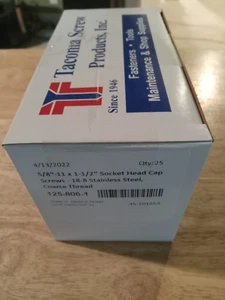 Tacoma Screw
Products, Inc.
Since 1946
Fasteners • Tools
Maintenance & Shop Supplies
4/13/2022 Qty:25
5/8"-11 x 1-1/2" Socket Head Cap
Screws - 18-8 Stainless Steel,
Coarse Thread
125-806-1